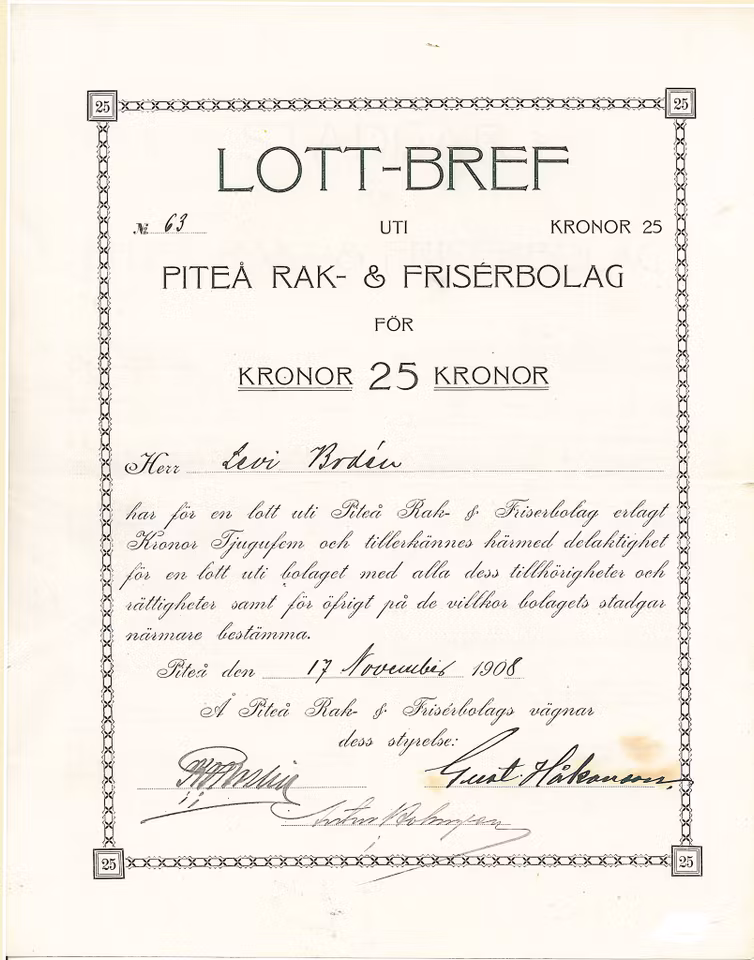 25 25
LOTT-BREF
№ 63 UTI KRONOR 25
PITEÅ RAK- & FRISÉRBOLAG
FÖR
KRONOR 25 KRONOR
Herr Levi Brdén
har för en lott uti Piteå Rak- & Friserbolag erlagt
Kronor Tjugufem och tillerkännes härmed delaktighet
för en lott uti bolaget med alla dess tillhörigheter och
rättigheter samt för öfrigt på de villkor bolagets stadgar
närmare bestämma.
Piteå den 17 November 1908
Å Piteå Rak- & Frisérbolags vägnar
dess styrelse:
Gust Håkanson
25 25